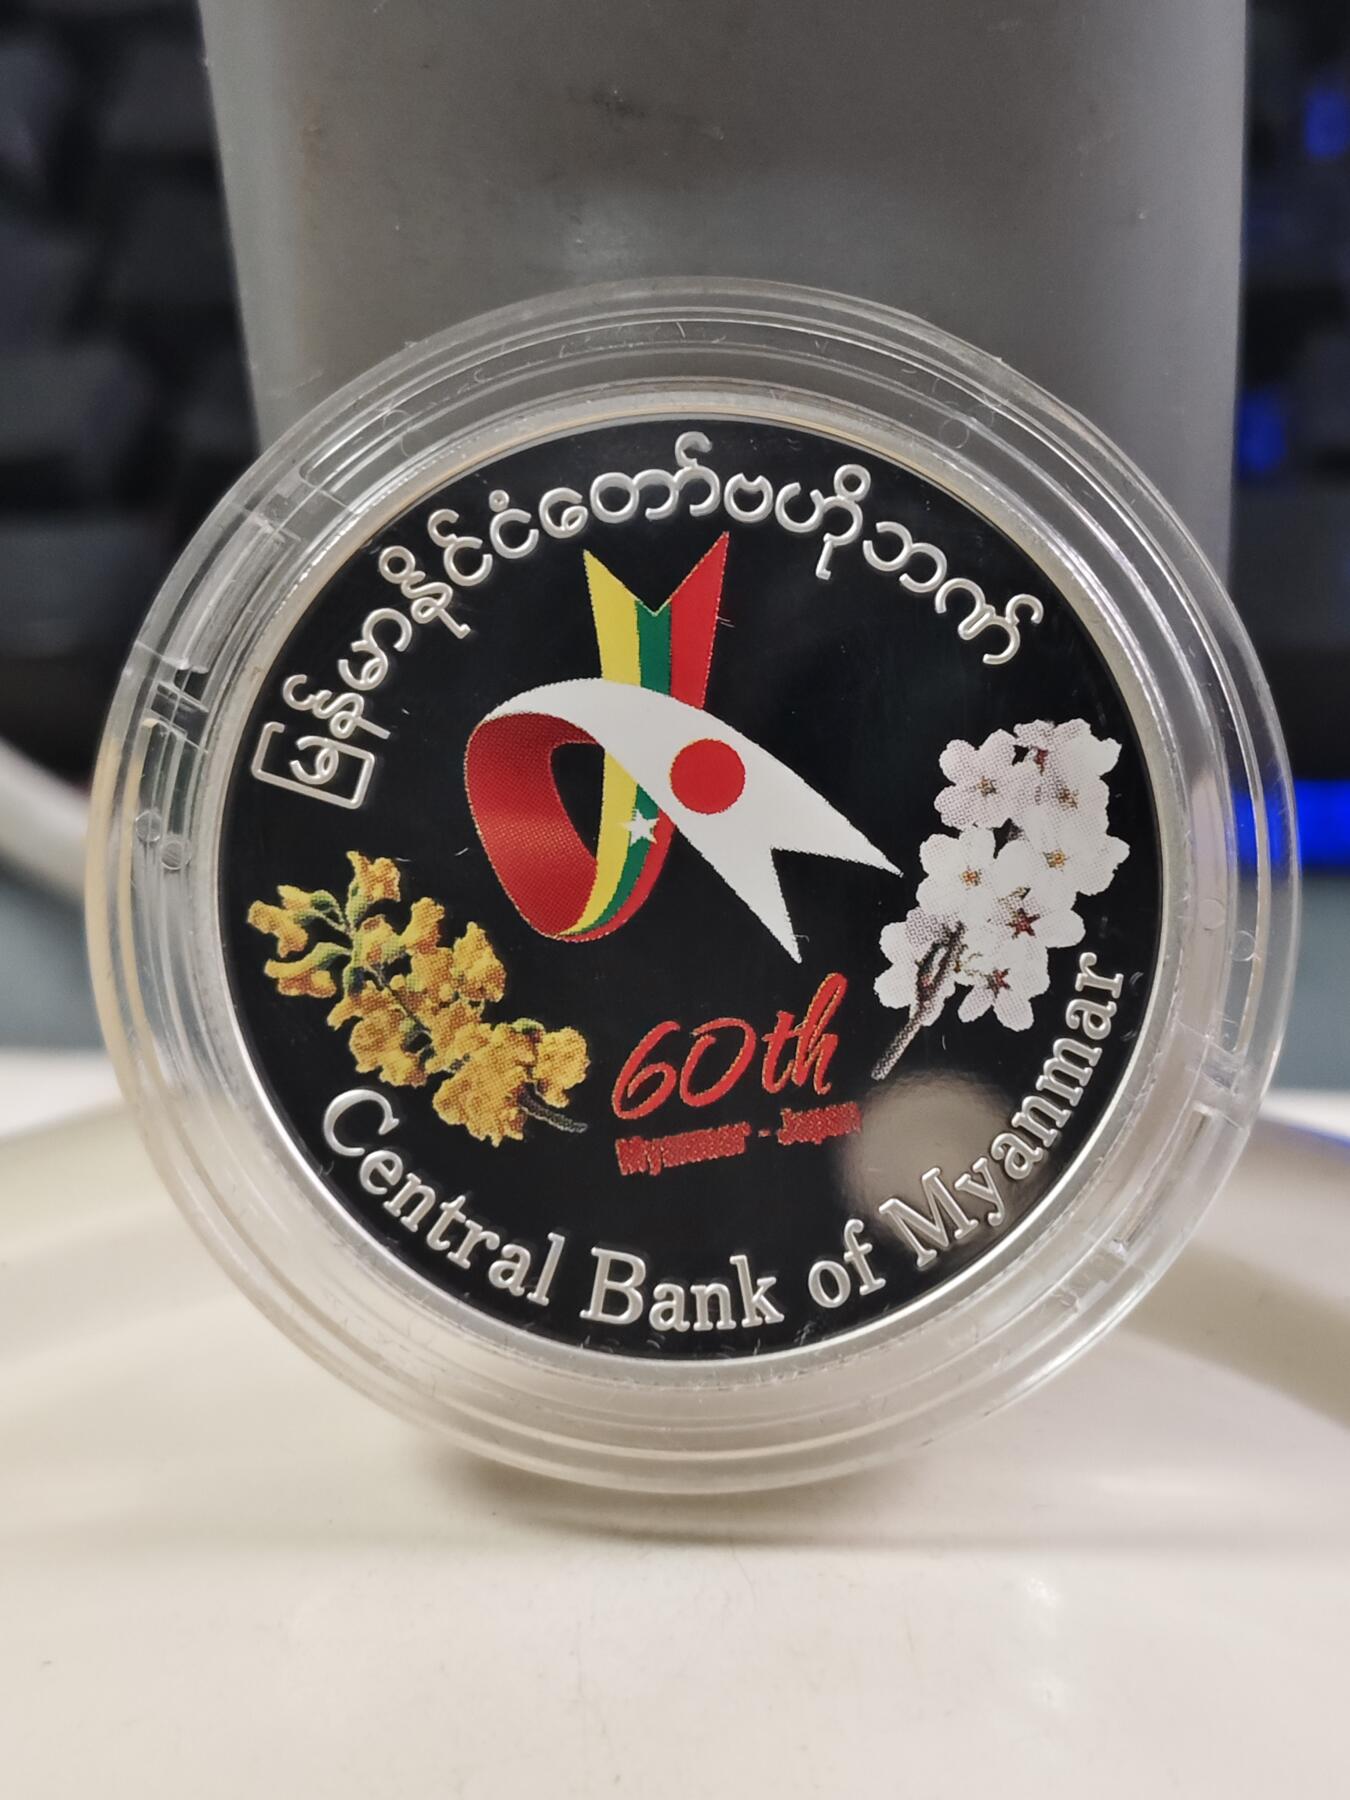 မြန်မာနိုင်ငံတော်ဗဟိုဘဏ်
60th
Myanmar - Japan
Central Bank of Myanmar